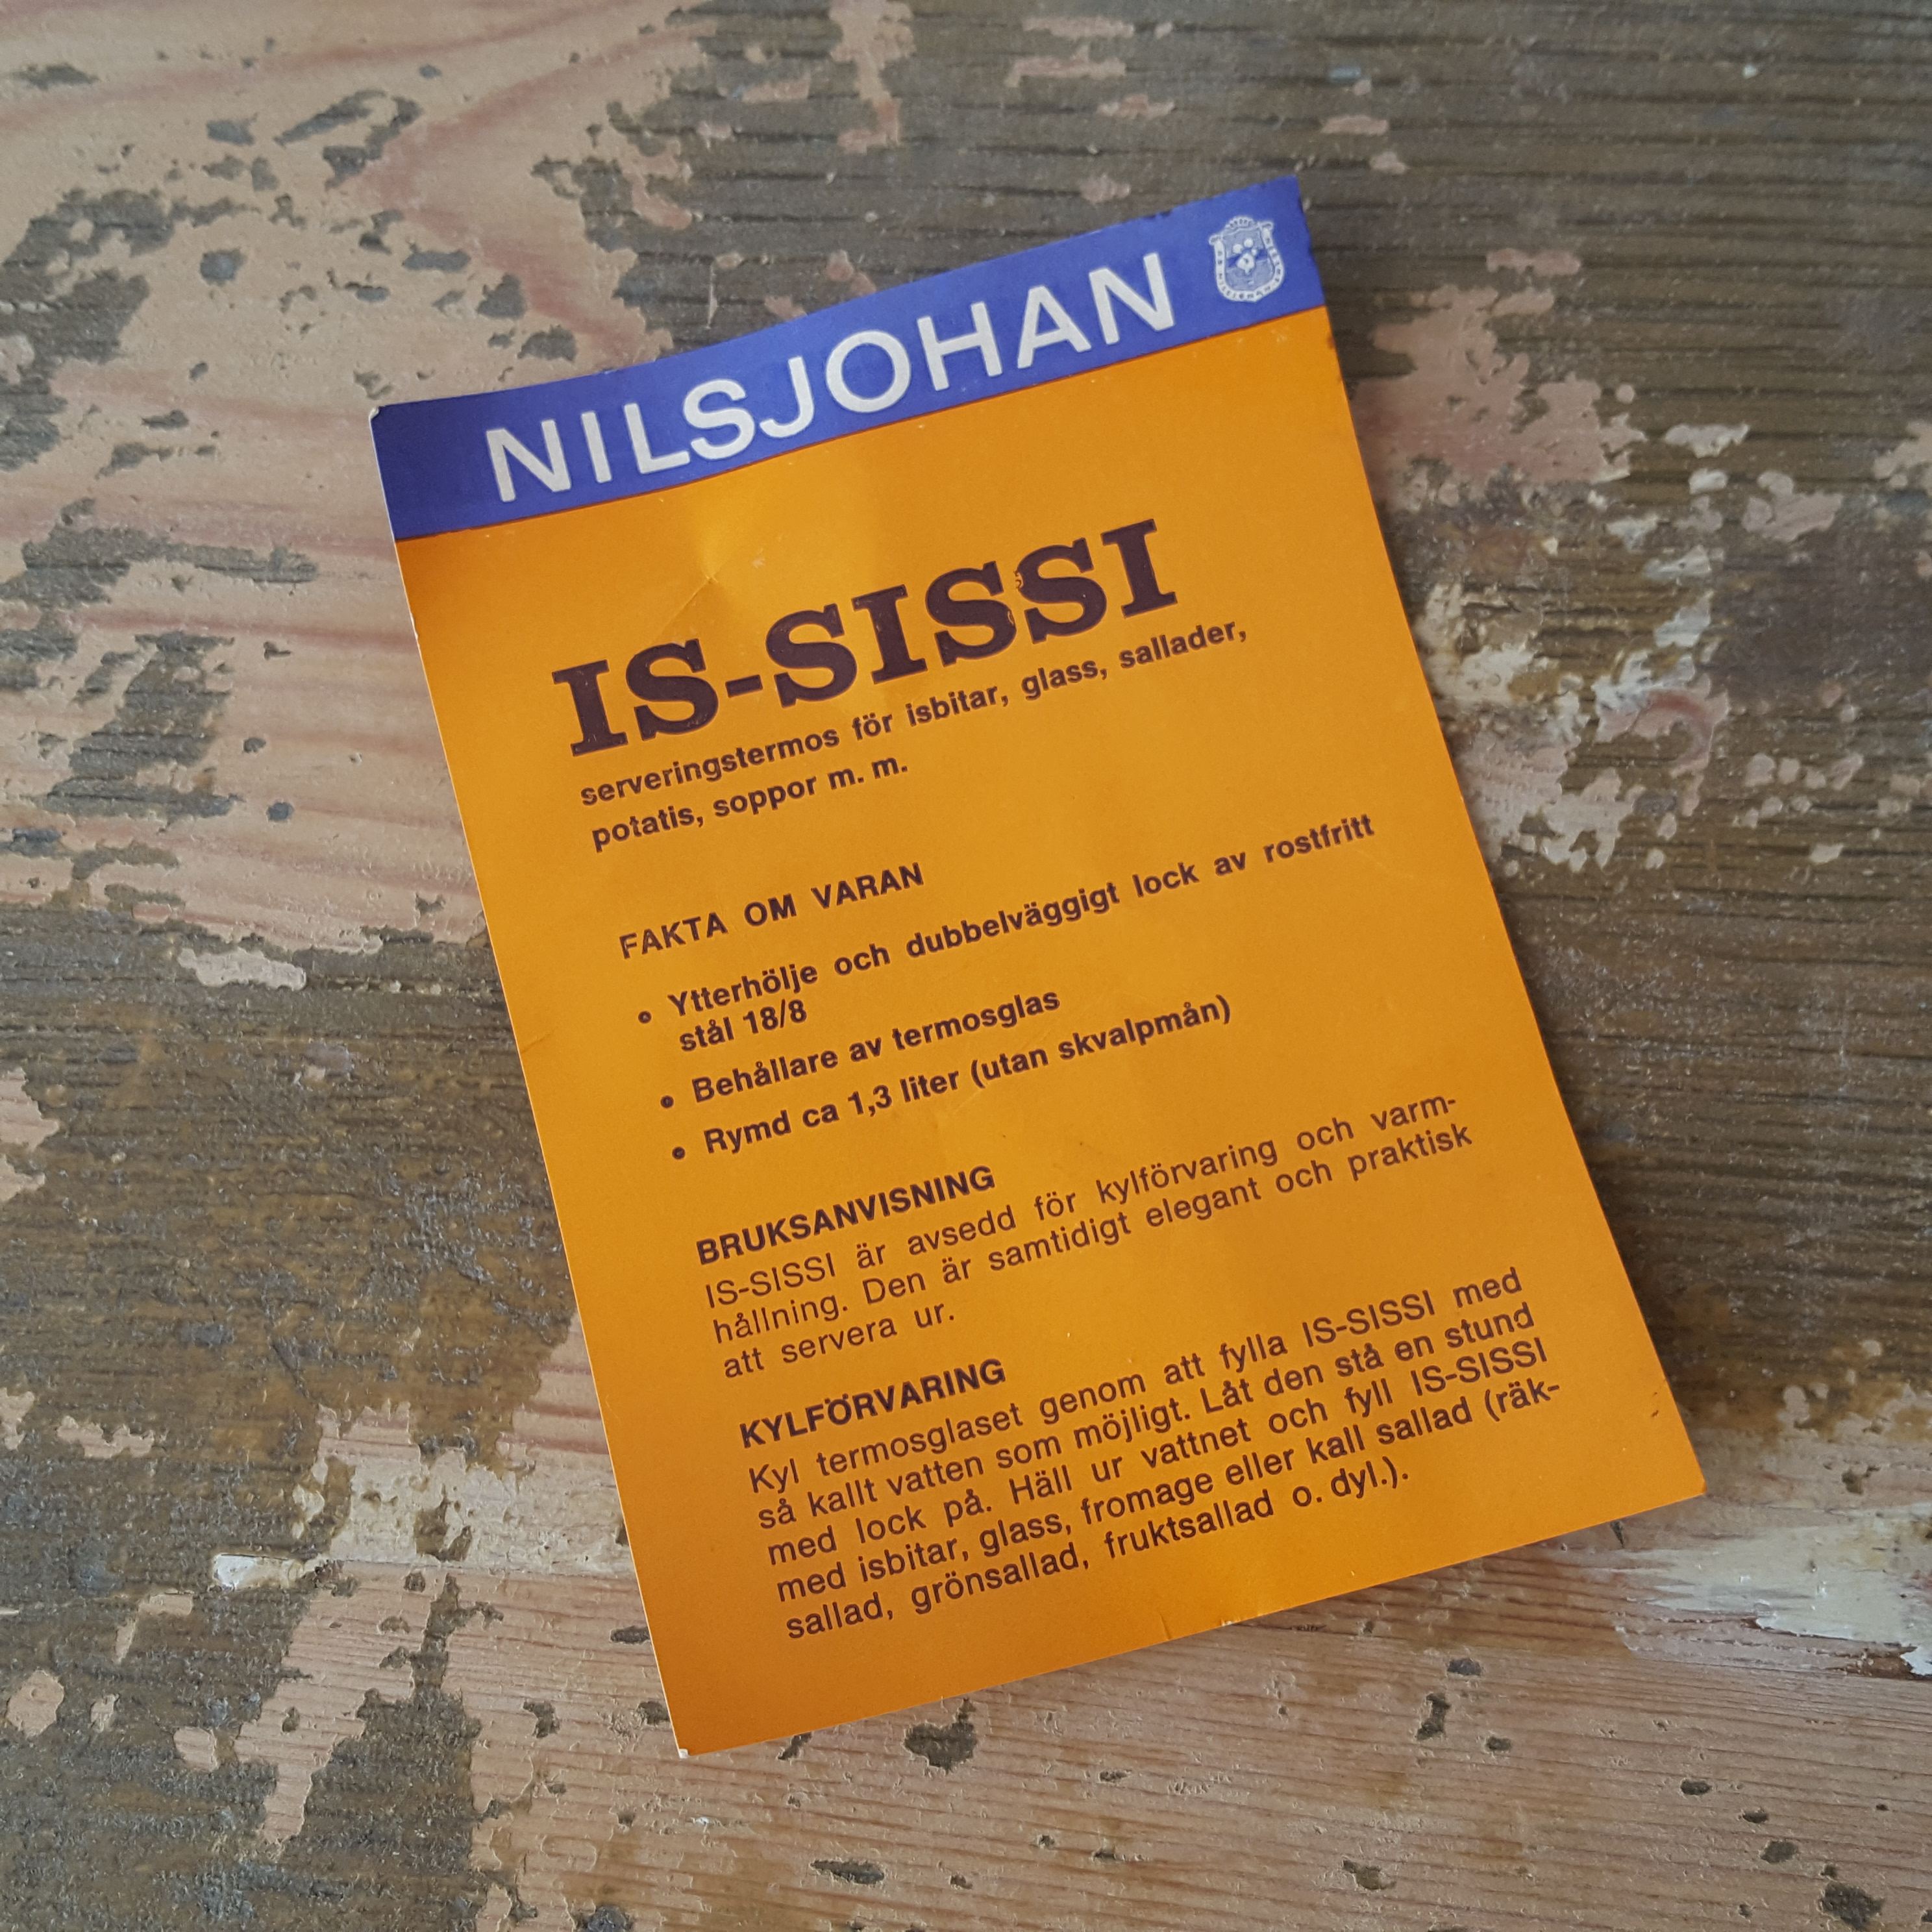 NILSJOHAN
IS-SISSI
serveringstermos för isbitar, glass, sallader,
potatis, soppor m. m.
FAKTA OM VARAN
• Ytterhölje och dubbelväggigt lock av rostfritt
stål 18/8
• Behållare av termosglas
• Rymd ca 1,3 liter (utan skvalpmån)
BRUKSANVISNING
IS-SISSI är avsedd för kylförvaring och varm-
hållning. Den är samtidigt elegant och praktisk
att servera ur.
KYLFÖRVARING
Kyl termosglaset genom att fylla IS-SISSI med
så kallt vatten som möjligt. Låt den stå en stund
med lock på. Häll ur vattnet och fyll IS-SISSI
med isbitar, glass, fromage eller kall sallad (räk-
sallad, grönsallad, fruktsallad o. dyl.).